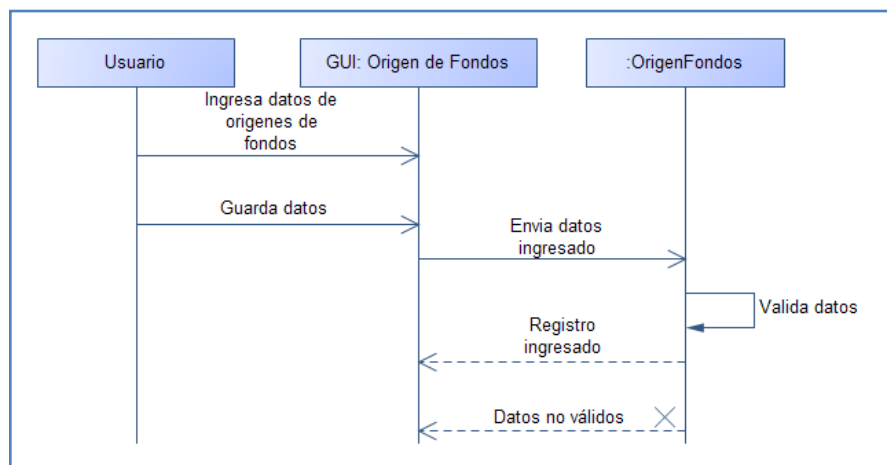 Usuario
GUI: Origen de Fondos
:OrigenFondos
Ingresa datos de
origenes de
fondos
Guarda datos
Envia datos
ingresado
Valida datos
Registro
ingresado
Datos no válidos